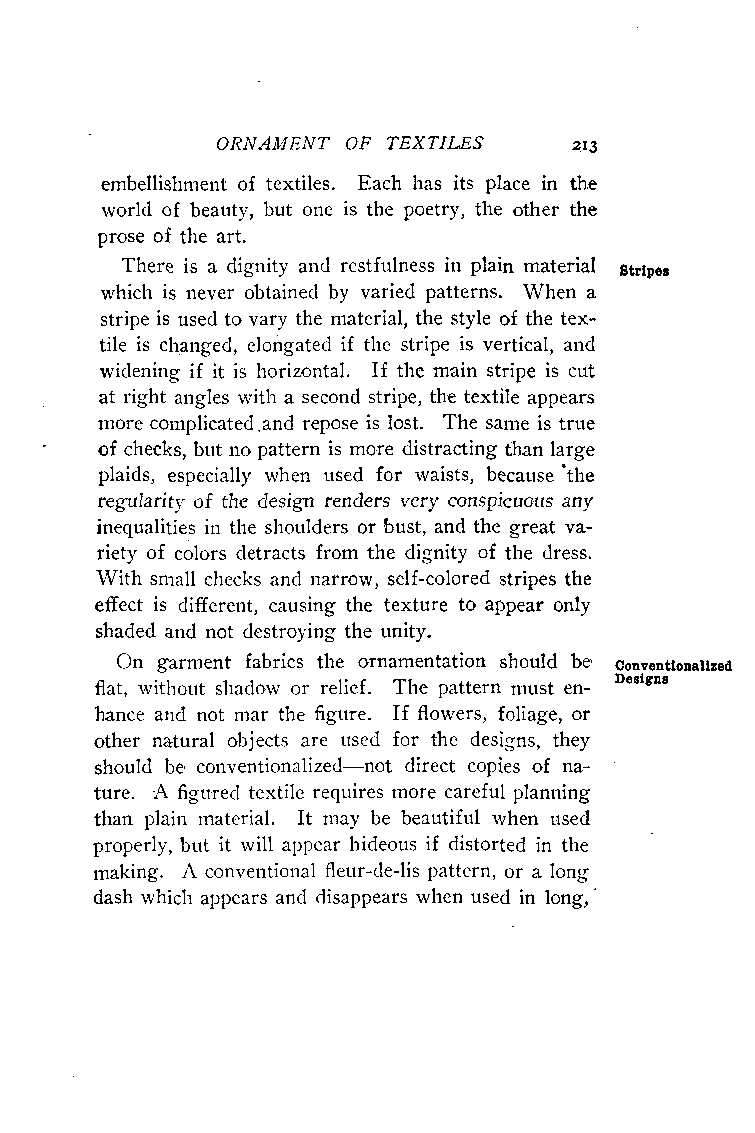 ORNAMENT OF TEXTILES 213
embellishment of textiles. Each has its place in the
world of beauty, but one is the poetry, the other the
prose of the art.
There is a dignity and restfulness in plain material
Stripes
which is never obtained by varied patterns. When a
stripe is used to vary the material, the style of the tex-
tile is changed, elongated if the stripe is vertical, and
widening if it is horizontal. If the main stripe is cut
at right angles with a second stripe, the textile appears
more complicated and repose is lost. The same is true
of checks, but no pattern is more distracting than large
plaids, especially when used for waists, because the
regularity of the design renders very conspicuous any
inequalities in the shoulders or bust, and the great va-
riety of colors detracts from the dignity of the dress.
With small checks and narrow, self-colored stripes the
effect is different, causing the texture to appear only
shaded and not destroying the unity.
On garment fabrics the ornamentation should be
Conventionalized
Designs
flat, without shadow or relief. The pattern must en-
hance and not mar the figure. If flowers, foliage, or
other natural objects are used for the designs, they
should be conventionalized—not direct copies of na-
ture. A figured textile requires more careful planning
than plain material. It may be beautiful when used
properly, but it will appear hideous if distorted in the
making. A conventional fleur-de-lis pattern, or a long
dash which appears and disappears when used in long,